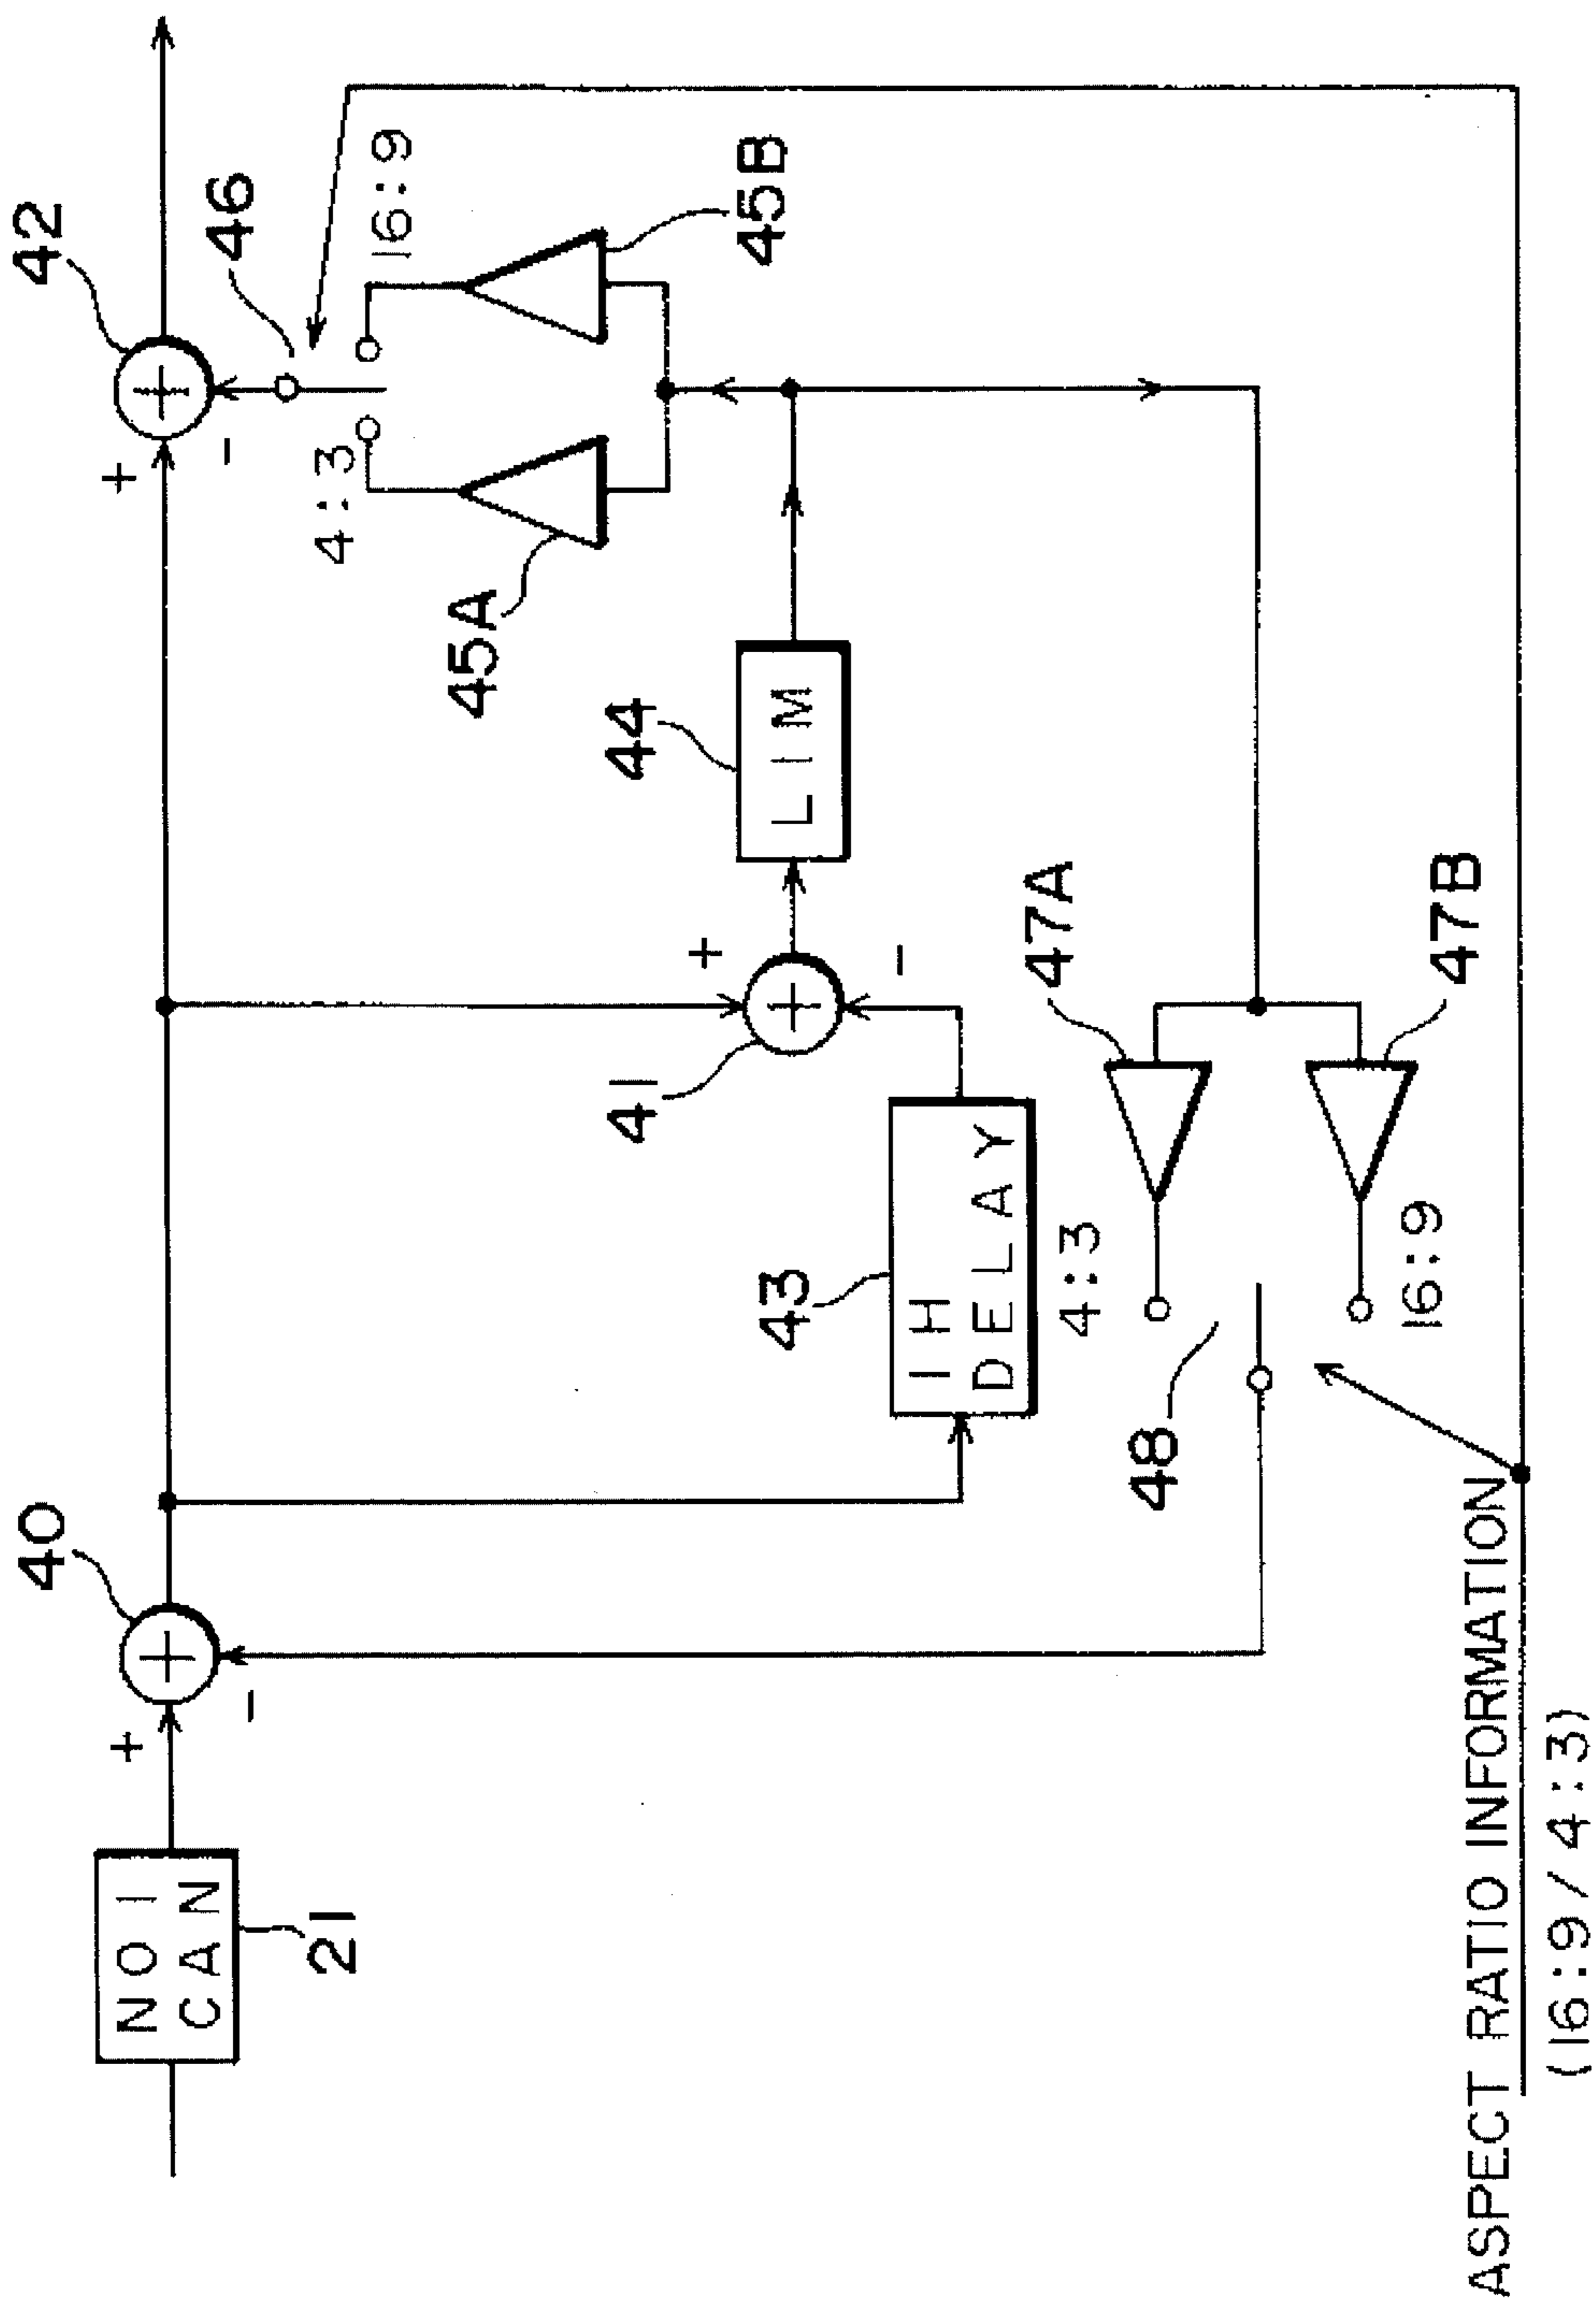 NOI
CAN
21
+
-
40
+
-
42
46
4:3
16:9
45A
45B
44
LIM
41
+
-
43
1H
DELAY
47A
47B
4:3
16:9
48
ASPECT RATIO INFORMATION
(16:9/4:3)